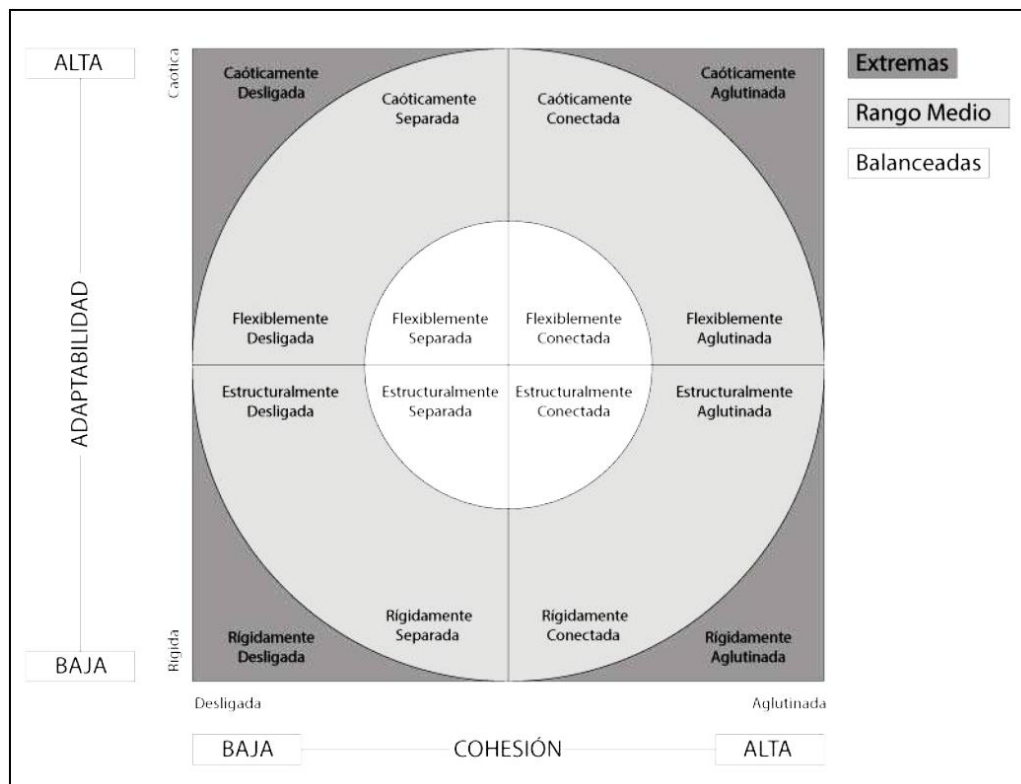 ALTA
ADAPTABILIDAD
BAJA
Caótica
Rígida
Caóticamente
Desligada
Caóticamente
Separada
Caóticamente
Conectada
Caóticamente
Aglutinada
Flexiblemente
Desligada
Flexiblemente
Separada
Flexiblemente
Conectada
Flexiblemente
Aglutinada
Estructuralmente
Desligada
Estructuralmente
Separada
Estructuralmente
Conectada
Estructuralmente
Aglutinada
Rígidamente
Desligada
Rígidamente
Separada
Rígidamente
Conectada
Rígidamente
Aglutinada
Desligada
Aglutinada
BAJA
COHESIÓN
ALTA
Extremas
Rango Medio
Balanceadas